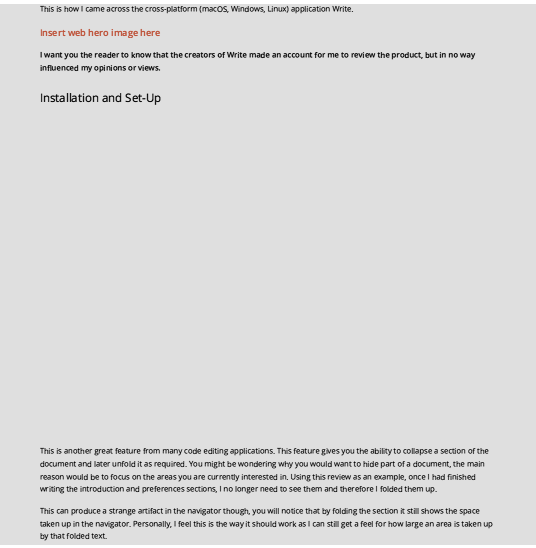 This is how I came across the cross-platform (macOS, Windows, Linux) application Write.
Insert web hero image here
I want you the reader to know that the creators of Write made an account for me to review the product, but in no way
influenced my opinions or views.
Installation and Set-Up
This is another great feature from many code editing applications. This feature gives you the ability to collapse a section of the
document and later unfold it as required. You might be wondering why you would want to hide part of a document, the main
reason would be to focus on the areas you are currently interested in. Using this review as an example, once I had finished
writing the introduction and preferences sections, I no longer need to see them and therefore I folded them up.
This can produce a strange artifact in the navigator though, you will notice that by folding the section it still shows the space
taken up in the navigator. Personally, I feel this is the way it should work as I can still get a feel for how large an area is taken up
by that folded text.